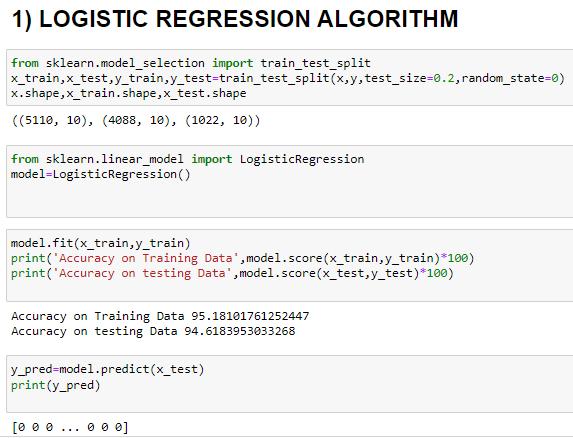 1) LOGISTIC REGRESSION ALGORITHM
from sklearn.model_selection import train_test_split
x_train,x_test,y_train,y_test=train_test_split(x,y,test_size=0.2,random_state=0)
x.shape,x_train.shape,x_test.shape
((5110, 10), (4088, 10), (1022, 10))
from sklearn.linear_model import LogisticRegression
model=LogisticRegression()
model.fit(x_train,y_train)
print('Accuracy on Training Data',model.score(x_train,y_train)*100)
print('Accuracy on testing Data',model.score(x_test,y_test)*100)
Accuracy on Training Data 95.18101761252447
Accuracy on testing Data 94.6183953033268
y_pred=model.predict(x_test)
print(y_pred)
[0 0 0 ... 0 0 0]